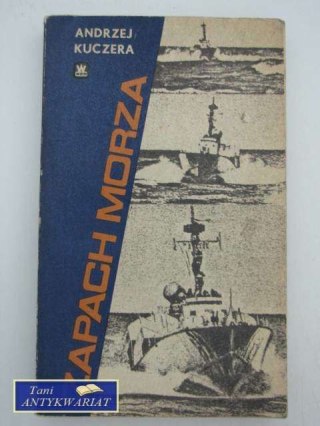 ANDRZEJ
KUCZERA
ZAPACH MORZA
Tani
ANTYKWARIAT